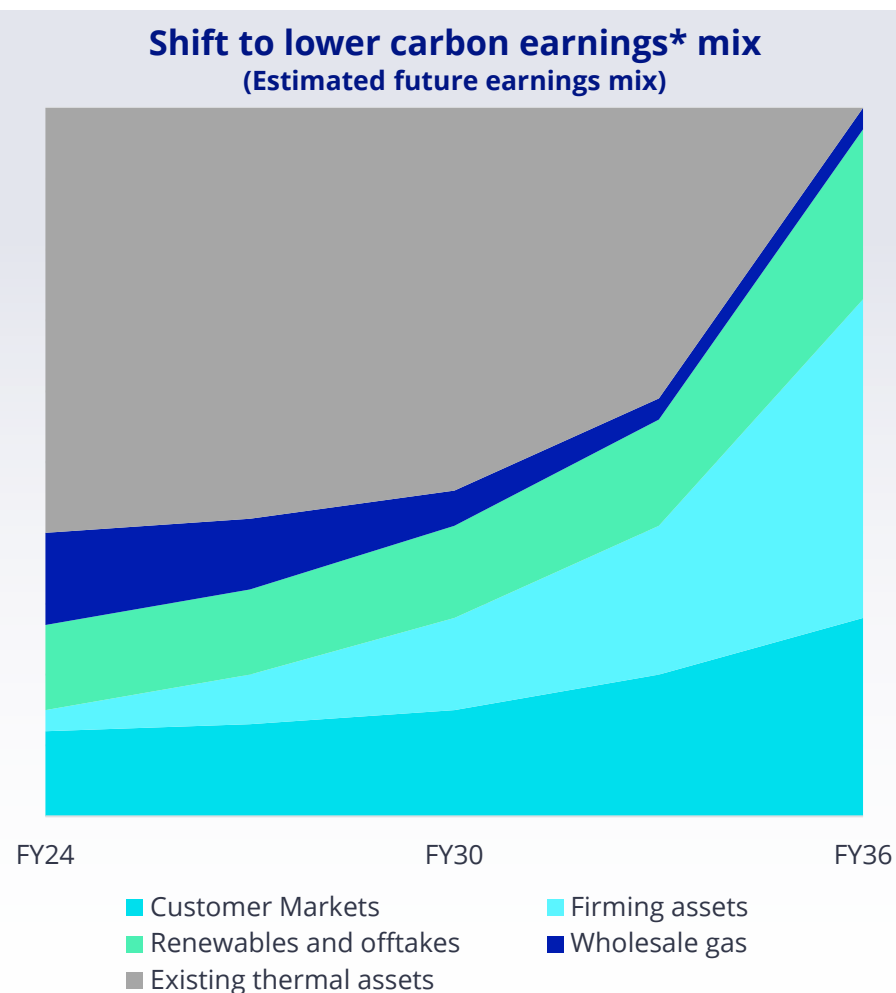 Shift to lower carbon earnings* mix
(Estimated future earnings mix)
FY24 FY30 FY36
Customer Markets Firming assets
Renewables and offtakes Wholesale gas
Existing thermal assets